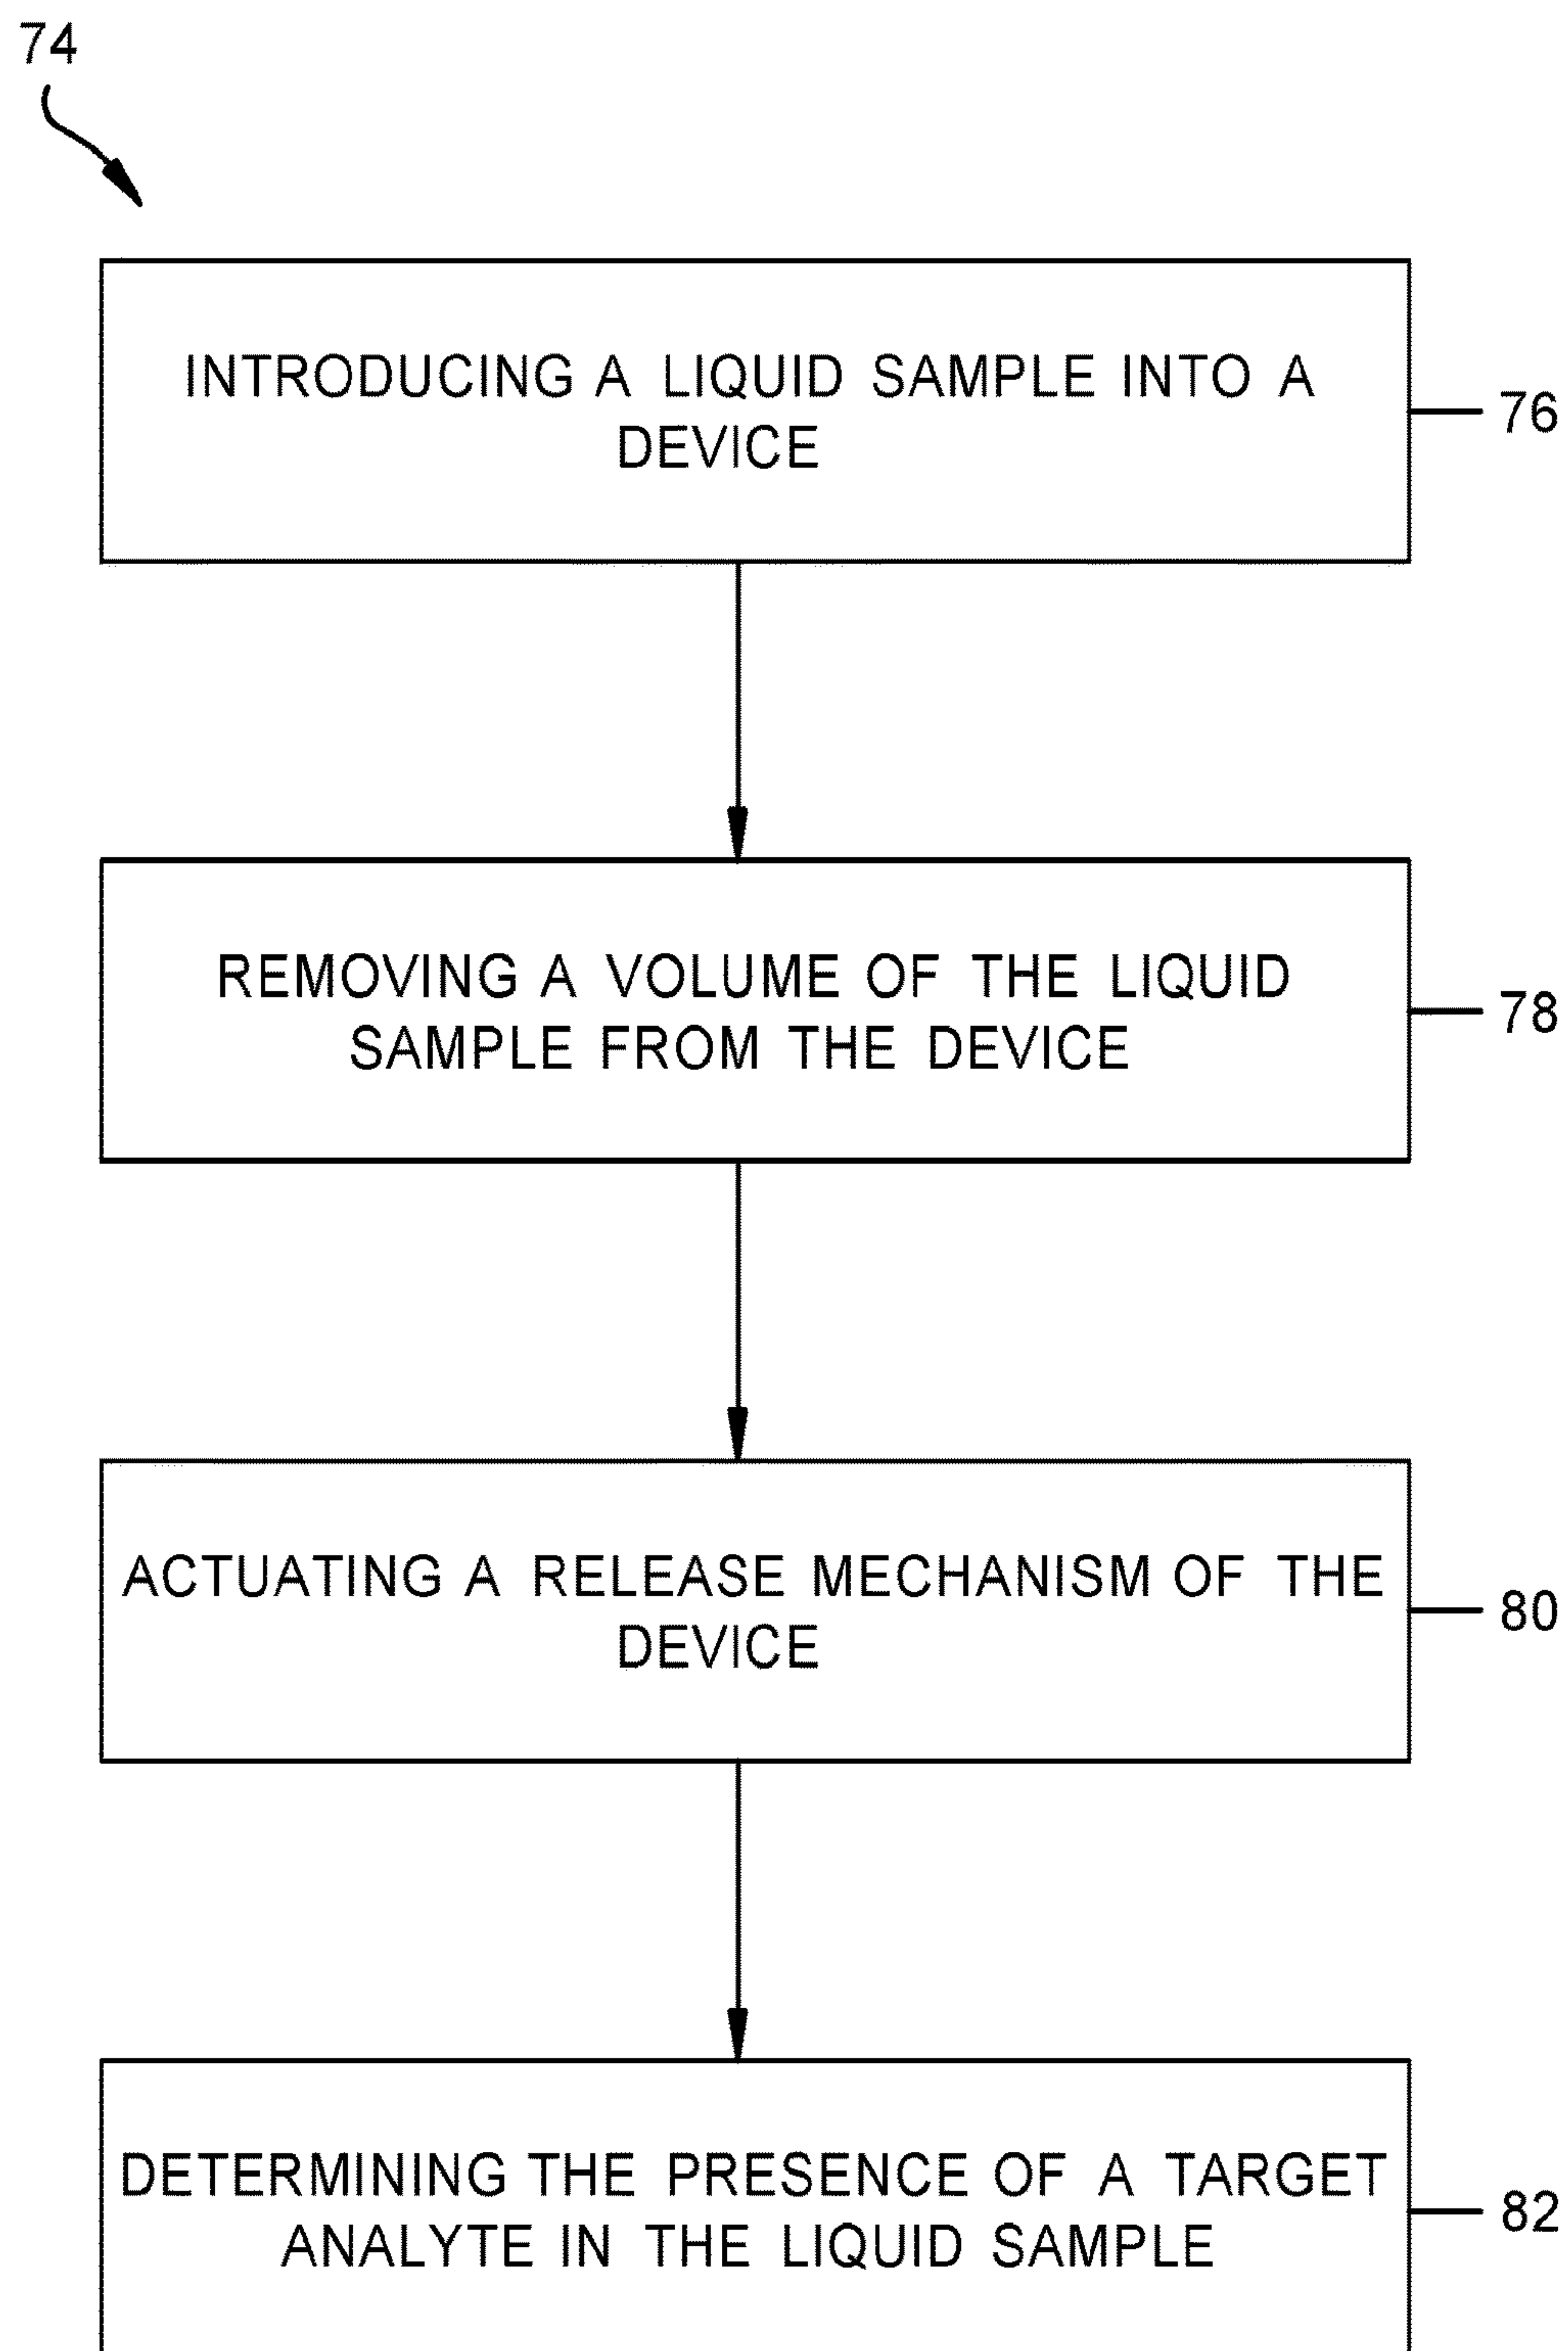 74
INTRODUCING A LIQUID SAMPLE INTO A
DEVICE
76
REMOVING A VOLUME OF THE LIQUID
SAMPLE FROM THE DEVICE
78
ACTUATING A RELEASE MECHANISM OF THE
DEVICE
80
DETERMINING THE PRESENCE OF A TARGET
ANALYTE IN THE LIQUID SAMPLE
82